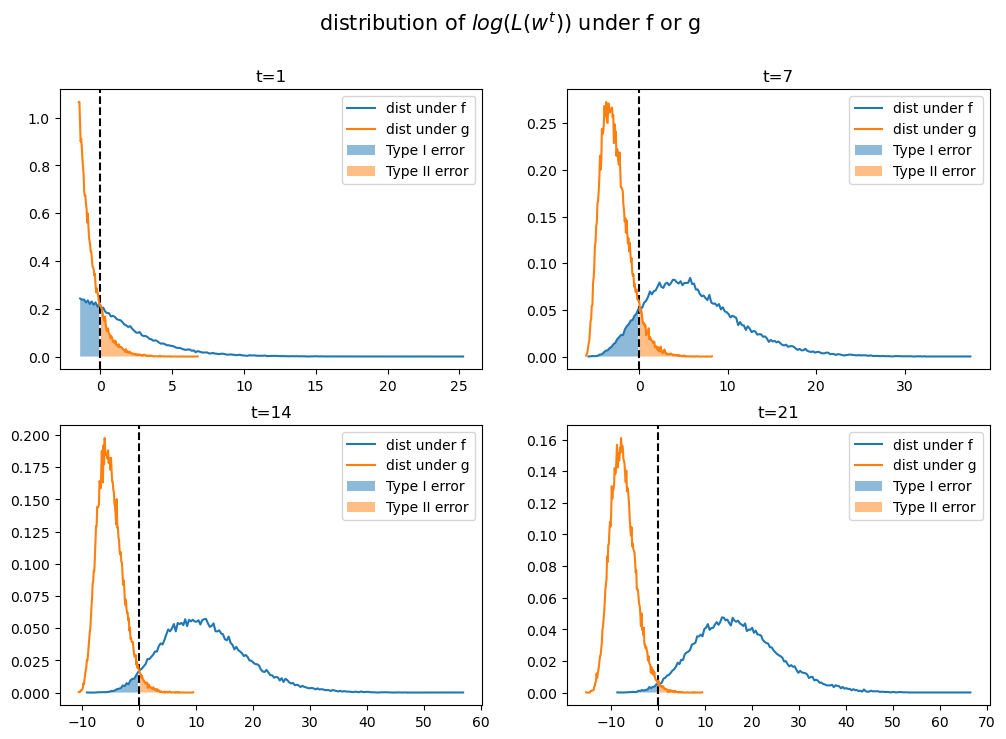 distribution of log(L(w^t)) under f or g
t=1
1.0
0.8
0.6
0.4
0.2
0.0
0 5 10 15 20 25
dist under f
dist under g
Type I error
Type II error
t=7
0.25
0.20
0.15
0.10
0.05
0.00
0 10 20 30
dist under f
dist under g
Type I error
Type II error
t=14
0.200
0.175
0.150
0.125
0.100
0.075
0.050
0.025
0.000
−10 0 10 20 30 40 50 60
dist under f
dist under g
Type I error
Type II error
t=21
0.16
0.14
0.12
0.10
0.08
0.06
0.04
0.02
0.00
−10 0 10 20 30 40 50 60 70
dist under f
dist under g
Type I error
Type II error